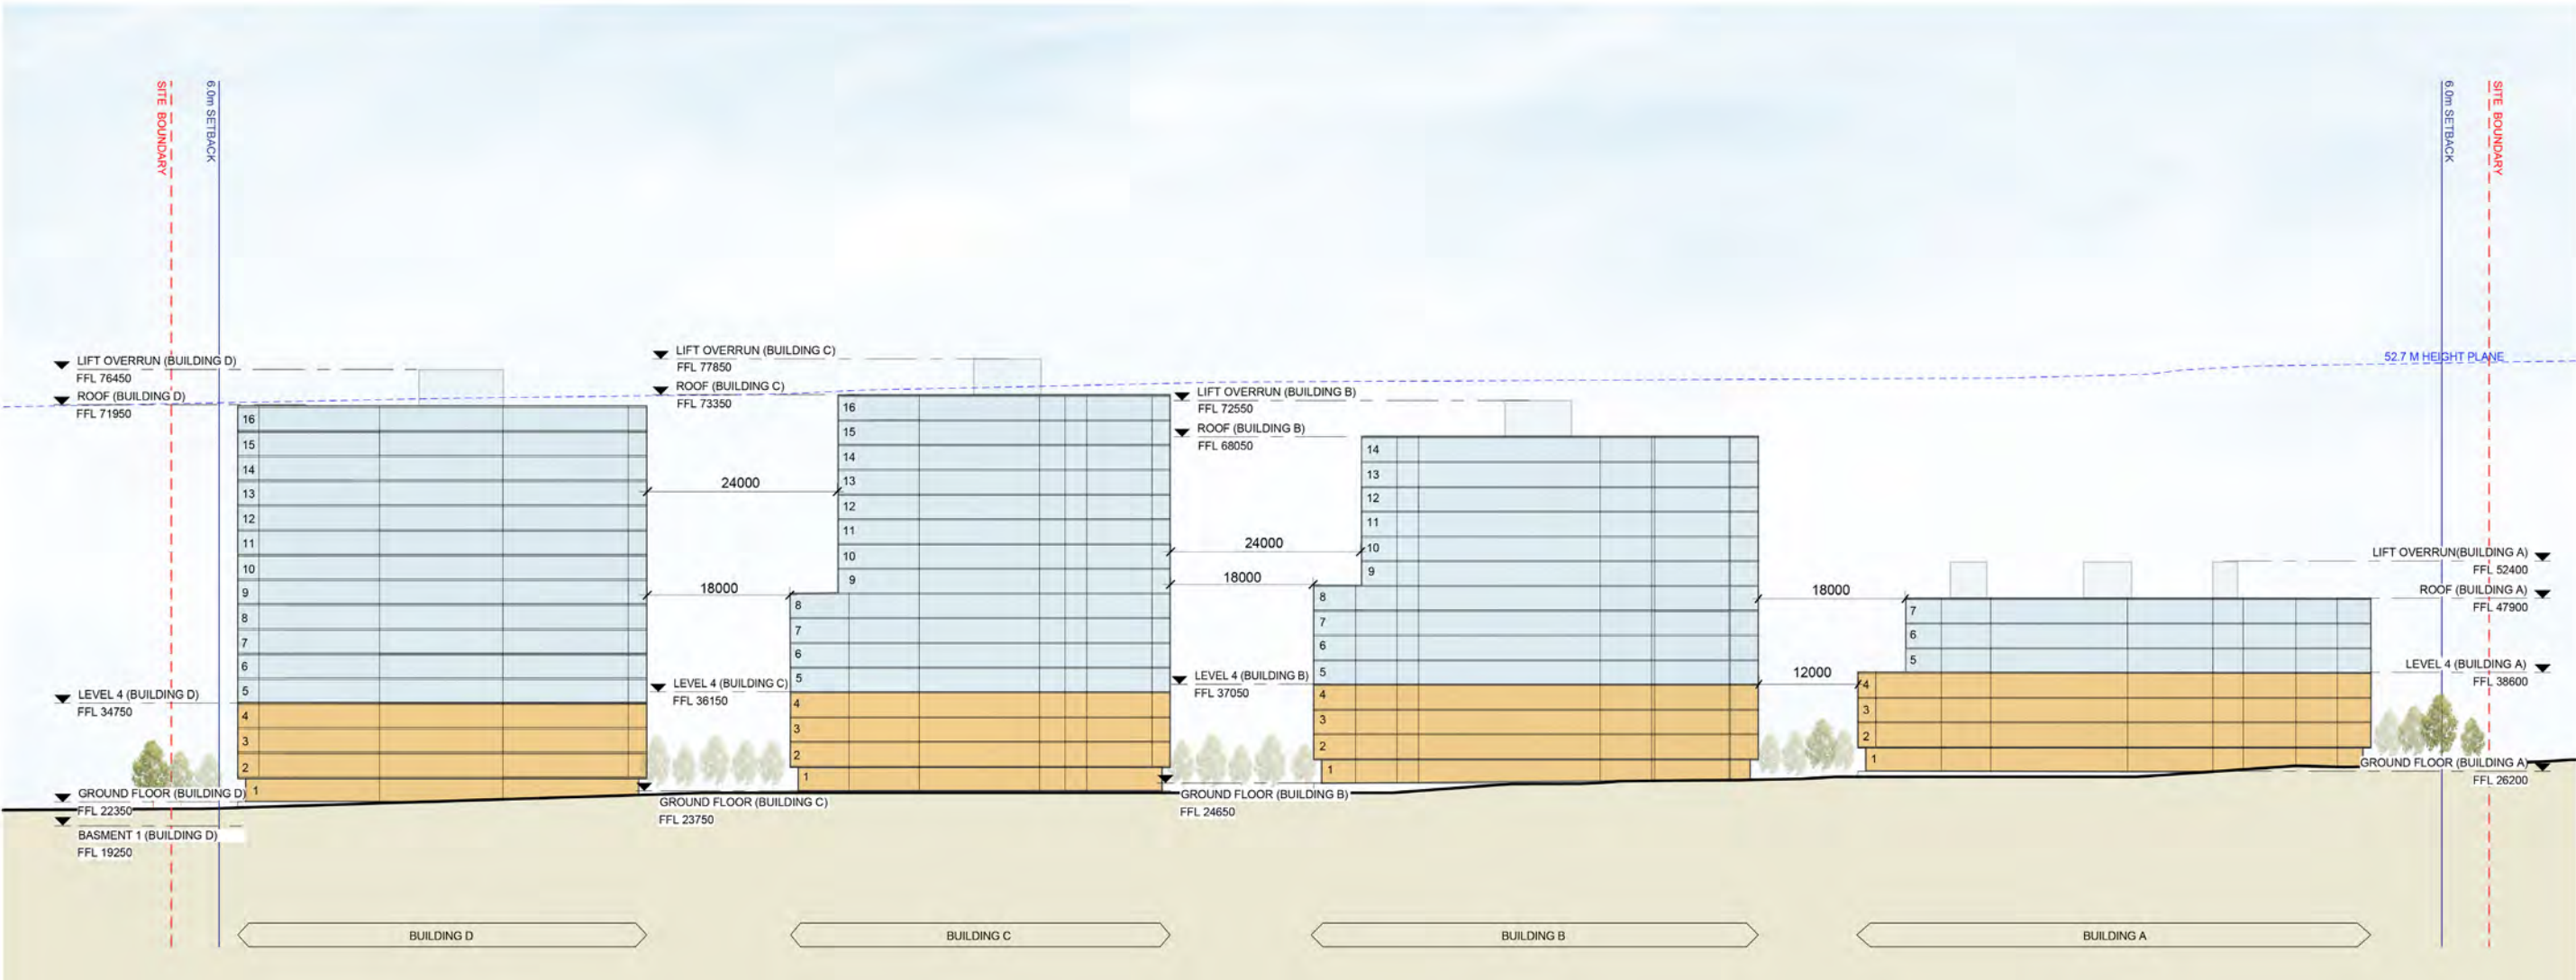 SITE BOUNDARY
6.0m SETBACK
6.0m SETBACK
SITE BOUNDARY
52.7 M HEIGHT PLANE
LIFT OVERRUN (BUILDING D)
FFL 76450
ROOF (BUILDING D)
FFL 71950
LEVEL 4 (BUILDING D)
FFL 34750
GROUND FLOOR (BUILDING D)
FFL 22350
BASMENT 1 (BUILDING D)
FFL 19250
16
15
14
13
12
11
10
9
8
7
6
5
4
3
2
1
24000
18000
LIFT OVERRUN (BUILDING C)
FFL 77850
ROOF (BUILDING C)
FFL 73350
LEVEL 4 (BUILDING C)
FFL 36150
GROUND FLOOR (BUILDING C)
FFL 23750
16
15
14
13
12
11
10
9
8
7
6
5
4
3
2
1
24000
18000
LIFT OVERRUN (BUILDING B)
FFL 72550
ROOF (BUILDING B)
FFL 68050
LEVEL 4 (BUILDING B)
FFL 37050
GROUND FLOOR (BUILDING B)
FFL 24650
14
13
12
11
10
9
8
7
6
5
4
3
2
1
18000
12000
7
6
5
4
3
2
1
LIFT OVERRUN(BUILDING A)
FFL 52400
ROOF (BUILDING A)
FFL 47900
LEVEL 4 (BUILDING A)
FFL 38600
GROUND FLOOR (BUILDING A)
FFL 26200
BUILDING D
BUILDING C
BUILDING B
BUILDING A